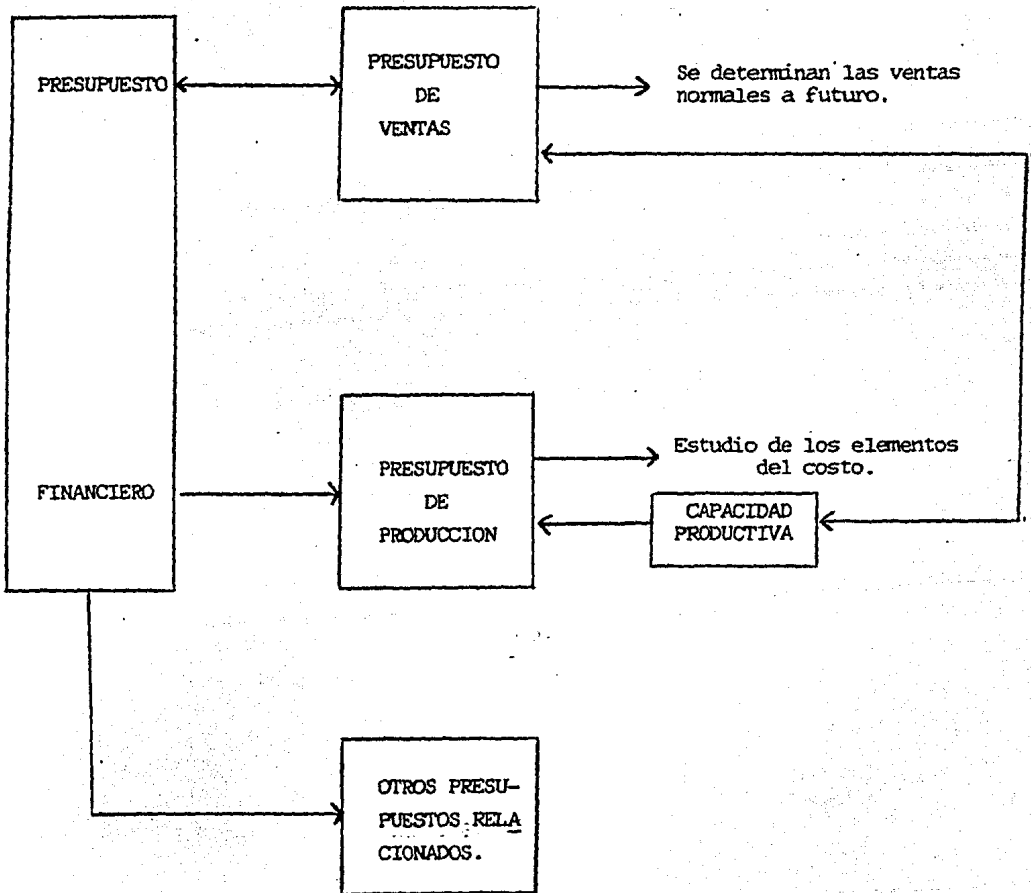 PRESUPUESTO
FINANCIERO
PRESUPUESTO
DE
VENTAS
Se determinan las ventas
normales a futuro.
PRESUPUESTO
DE
PRODUCCION
Estudio de los elementos
del costo.
CAPACIDAD
PRODUCTIVA
OTROS PRESU-
PUESTOS RELA
CIONADOS.